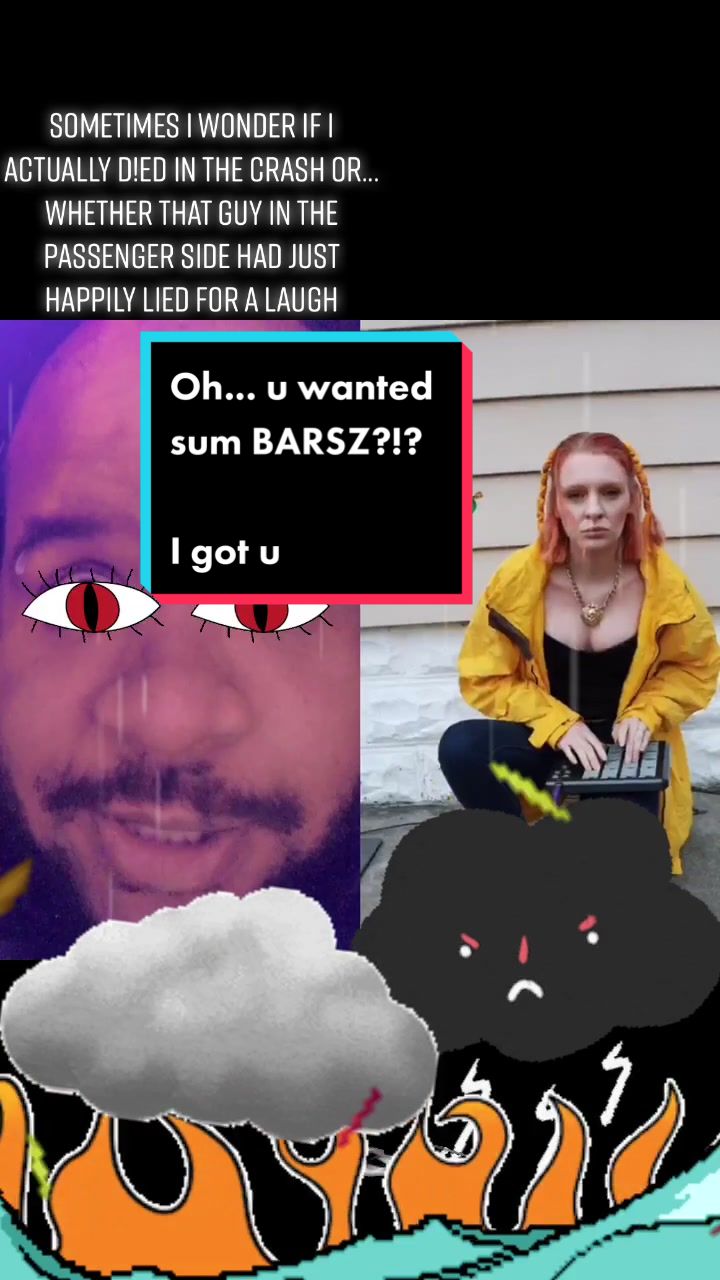 SOMETIMES I WONDER IF I
ACTUALLY D!ED IN THE CRASH OR...
WHETHER THAT GUY IN THE
PASSENGER SIDE HAD JUST
HAPPILY LIED FOR A LAUGH
Oh... u wanted
sum BARSZ?!?
I got u